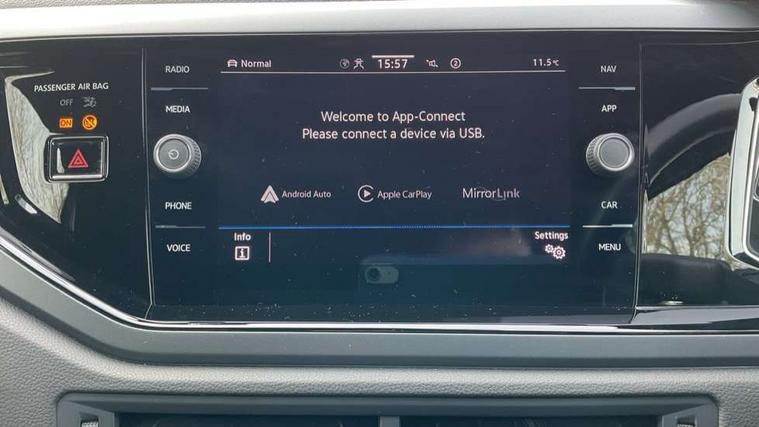 RADIO
Normal
15:57
2
11.5°C
NAV
PASSENGER AIR BAG
OFF
ON
MEDIA
APP
Welcome to App-Connect
Please connect a device via USB.
Android Auto
Apple CarPlay
MirrorLink
PHONE
CAR
VOICE
Info
i
Settings
MENU